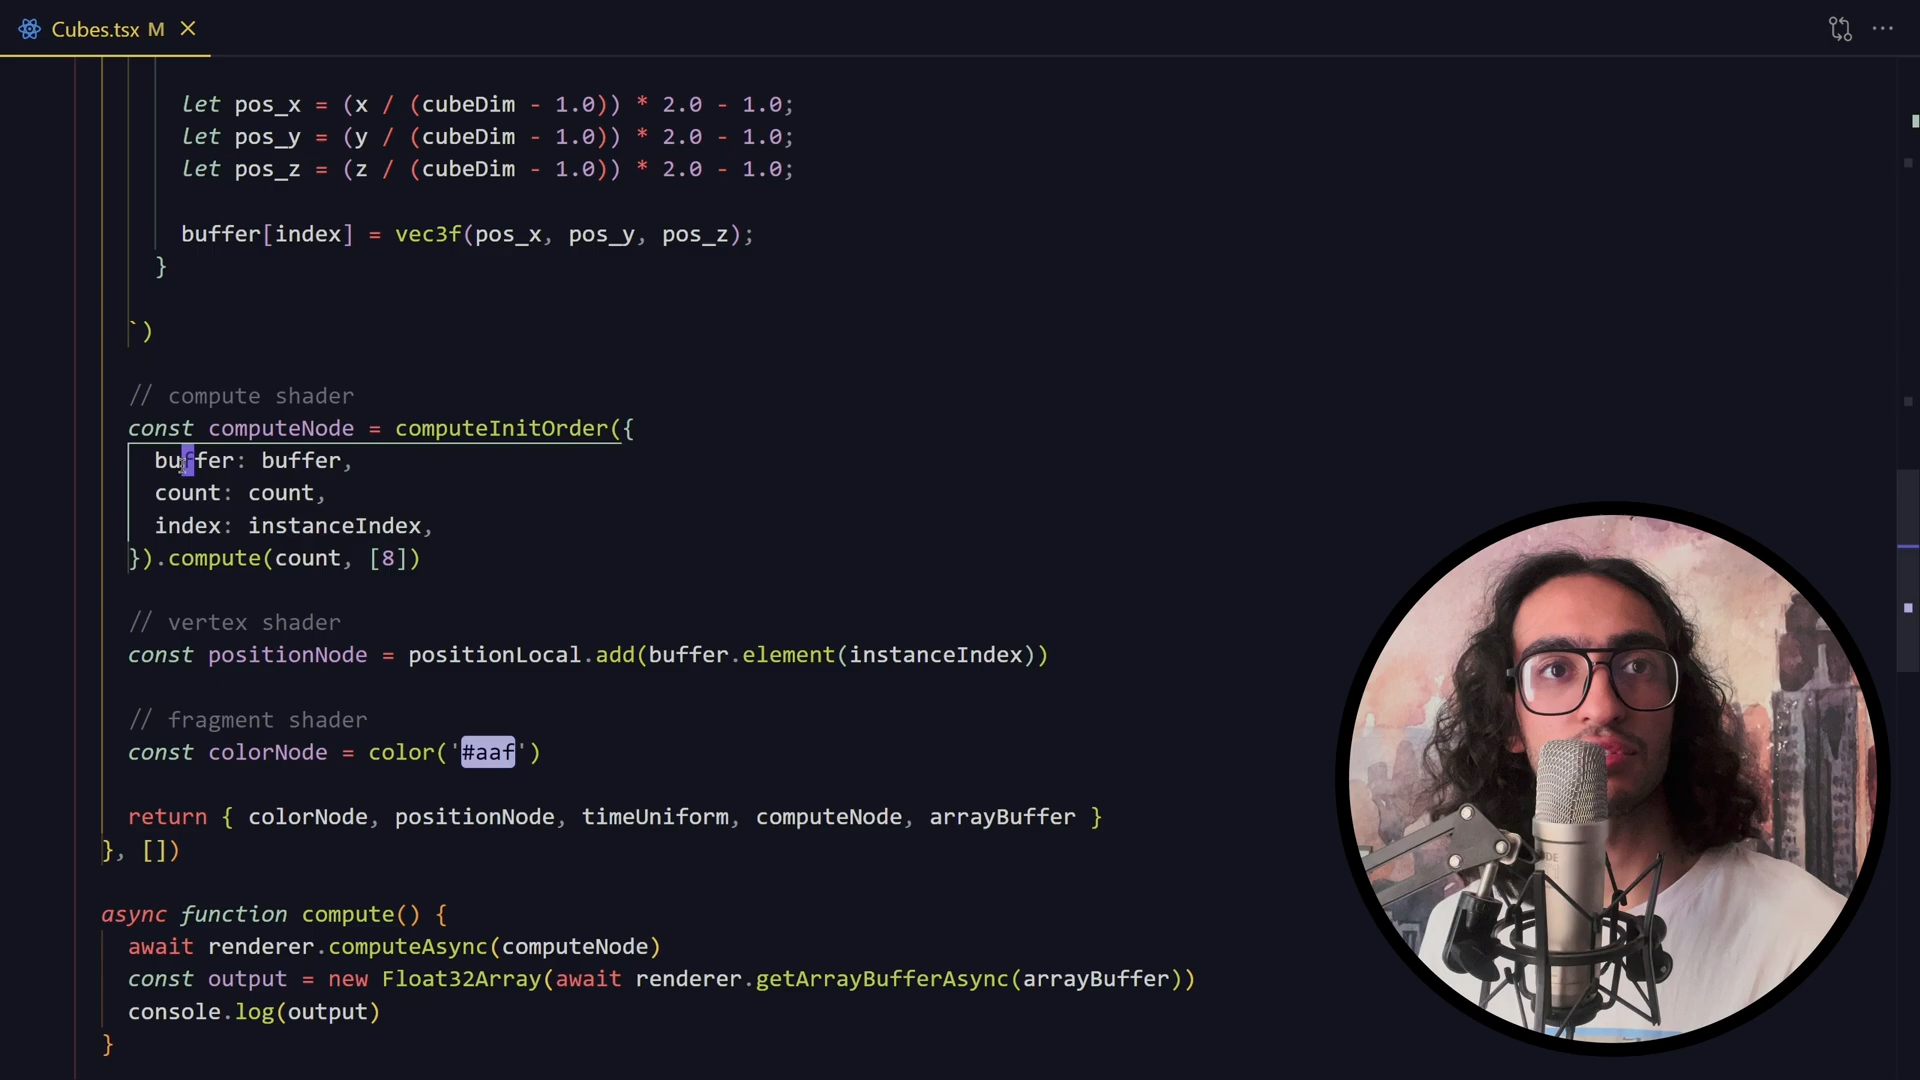 Cubes.tsx M
let pos_x = (x / (cubeDim - 1.0)) * 2.0 - 1.0;
let pos_y = (y / (cubeDim - 1.0)) * 2.0 - 1.0;
let pos_z = (z / (cubeDim - 1.0)) * 2.0 - 1.0;
buffer[index] = vec3f(pos_x, pos_y, pos_z);
}
`)
// compute shader
const computeNode = computeInitOrder({
buffer: buffer,
count: count,
index: instanceIndex,
}).compute(count, [8])
// vertex shader
const positionNode = positionLocal.add(buffer.element(instanceIndex))
// fragment shader
const colorNode = color('#aaf')
return { colorNode, positionNode, timeUniform, computeNode, arrayBuffer }
}, [])
async function compute() {
await renderer.computeAsync(computeNode)
const output = new Float32Array(await renderer.getArrayBufferAsync(arrayBuffer))
console.log(output)
}